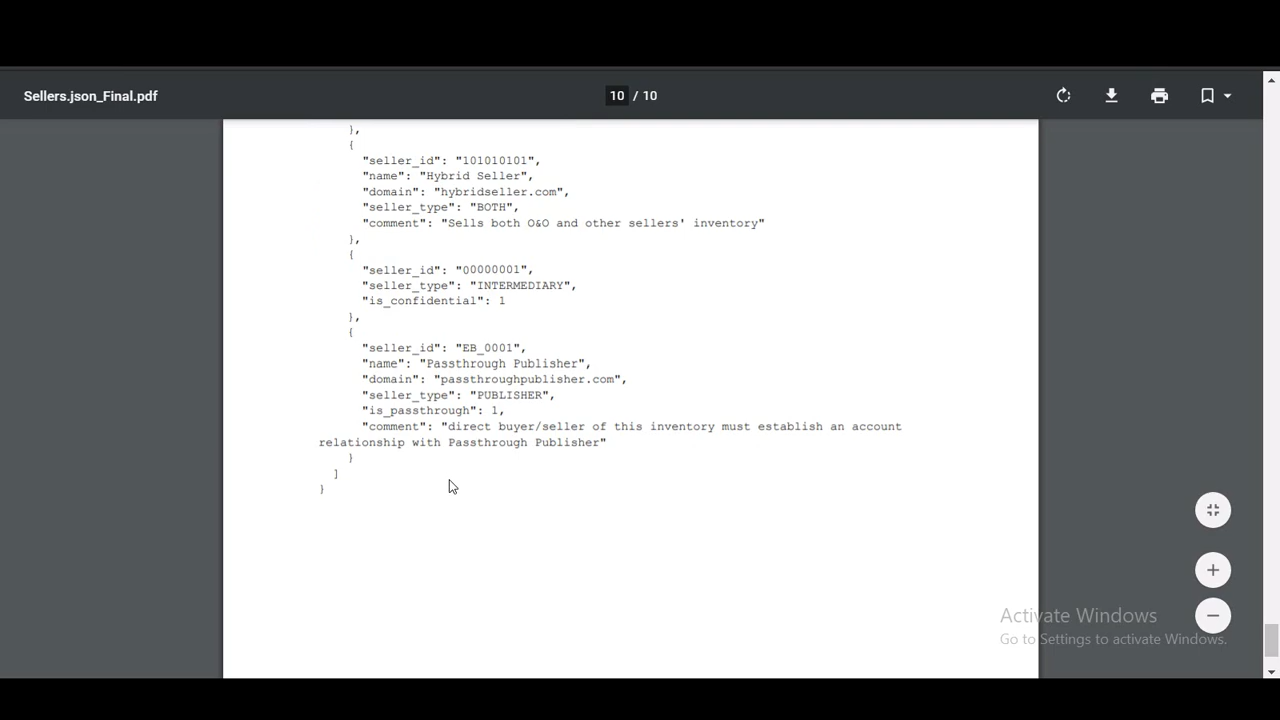 Sellers.json_Final.pdf
10 / 10
},
{
"seller_id": "101010101",
"name": "Hybrid Seller",
"domain": "hybridseller.com",
"seller_type": "BOTH",
"comment": "Sells both O&O and other sellers' inventory"
},
{
"seller_id": "00000001",
"seller_type": "INTERMEDIARY",
"is_confidential": 1
},
{
"seller_id": "EB_0001",
"name": "Passthrough Publisher",
"domain": "passthroughpublisher.com",
"seller_type": "PUBLISHER",
"is_passthrough": 1,
"comment": "direct buyer/seller of this inventory must establish an account
relationship with Passthrough Publisher"
}
]
}
Activate Windows
Go to Settings to activate Windows.